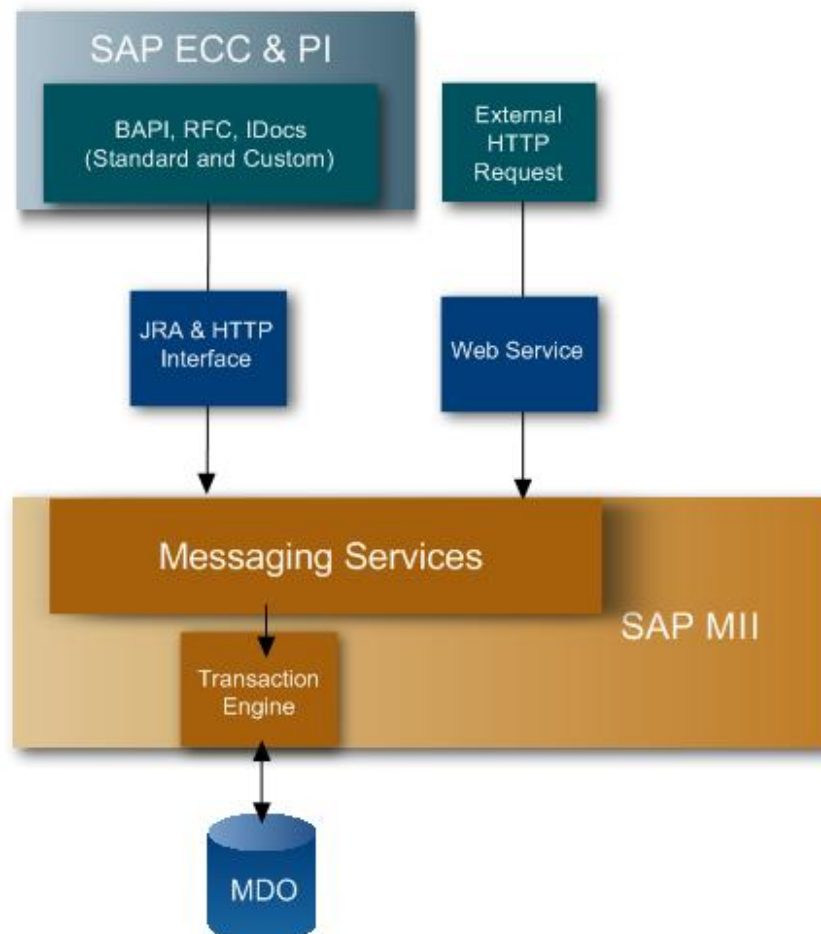 SAP ECC & PI
BAPI, RFC, IDocs
(Standard and Custom)
External
HTTP
Request
JRA & HTTP
Interface
Web Service
Messaging Services
SAP MII
Transaction
Engine
MDO